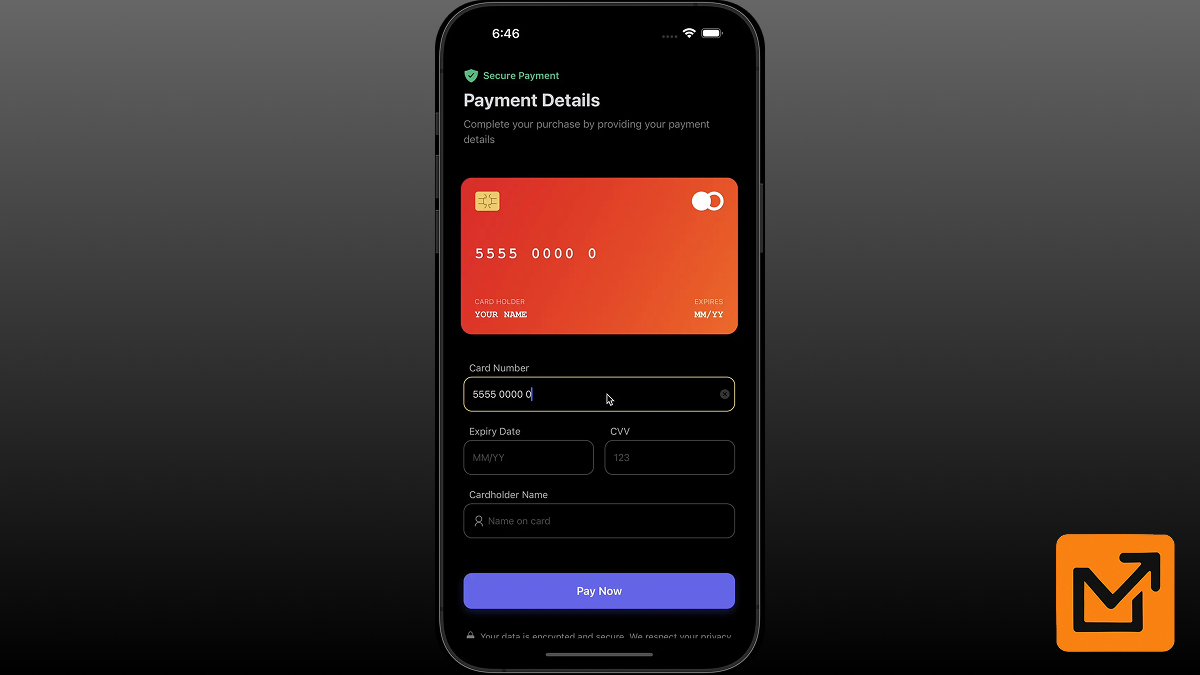 6:46
Secure Payment
Payment Details
Complete your purchase by providing your payment
details
5555 0000 0
CARD HOLDER
EXPIRES
YOUR NAME
MM/YY
Card Number
5555 0000 0
Expiry Date
CVV
MM/YY
123
Cardholder Name
Name on card
Pay Now
Your data is encrypted and secure. We respect your privacy